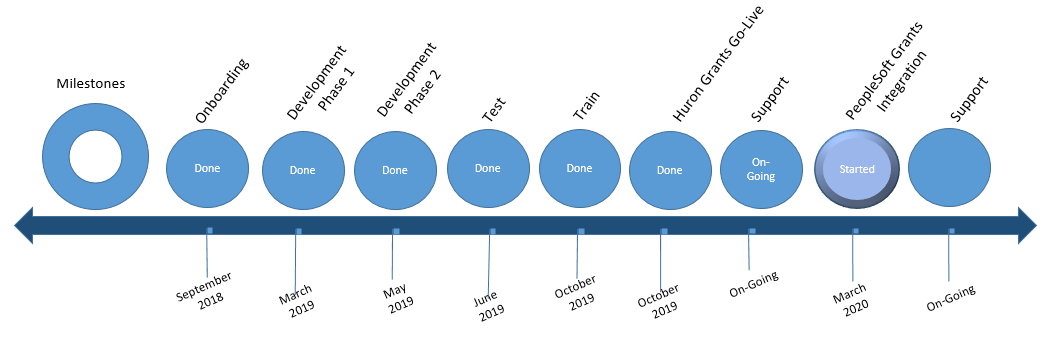 Milestones
Onboarding
Development
Phase 1
Development
Phase 2
Test
Train
Huron Grants Go-Live
Support
PeopleSoft Grants
Integration
Support
Done
Done
Done
Done
Done
Done
On-
Going
Started
September
2018
March
2019
May
2019
June
2019
October
2019
October
2019
On-Going
March
2020
On-Going